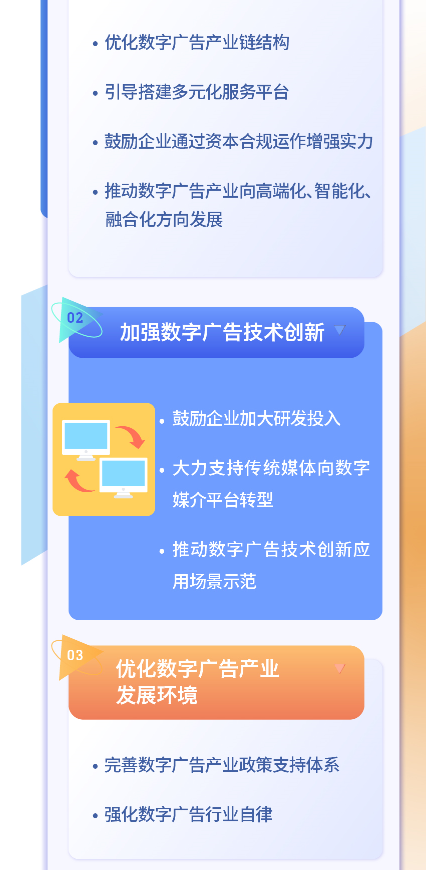 • 优化数字广告产业链结构
• 引导搭建多元化服务平台
• 鼓励企业通过资本合规运作增强实力
• 推动数字广告产业向高端化、智能化、
融合化方向发展
02
加强数字广告技术创新
• 鼓励企业加大研发投入
• 大力支持传统媒体向数字
媒介平台转型
• 推动数字广告技术创新应
用场景示范
03
优化数字广告产业
发展环境
• 完善数字广告产业政策支持体系
• 强化数字广告行业自律